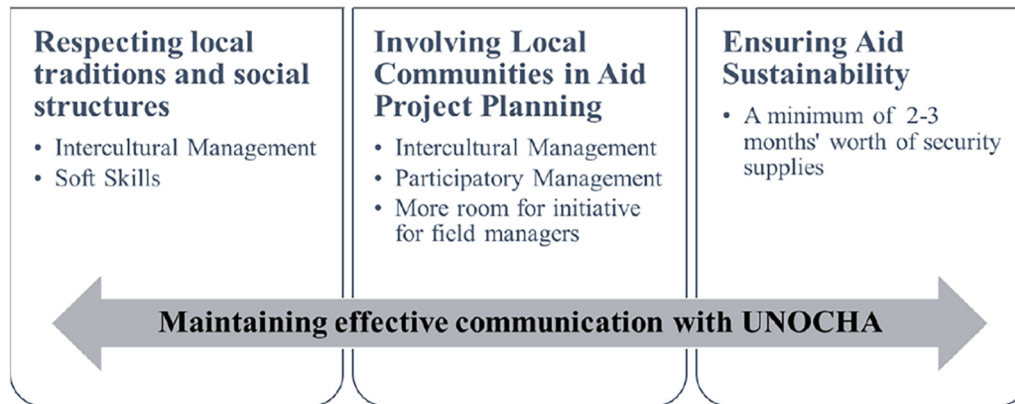 Respecting local
traditions and social
structures
• Intercultural Management
• Soft Skills
Involving Local
Communities in Aid
Project Planning
• Intercultural Management
• Participatory Management
• More room for initiative
for field managers
Ensuring Aid
Sustainability
• A minimum of 2-3
months' worth of security
supplies
Maintaining effective communication with UNOCHA